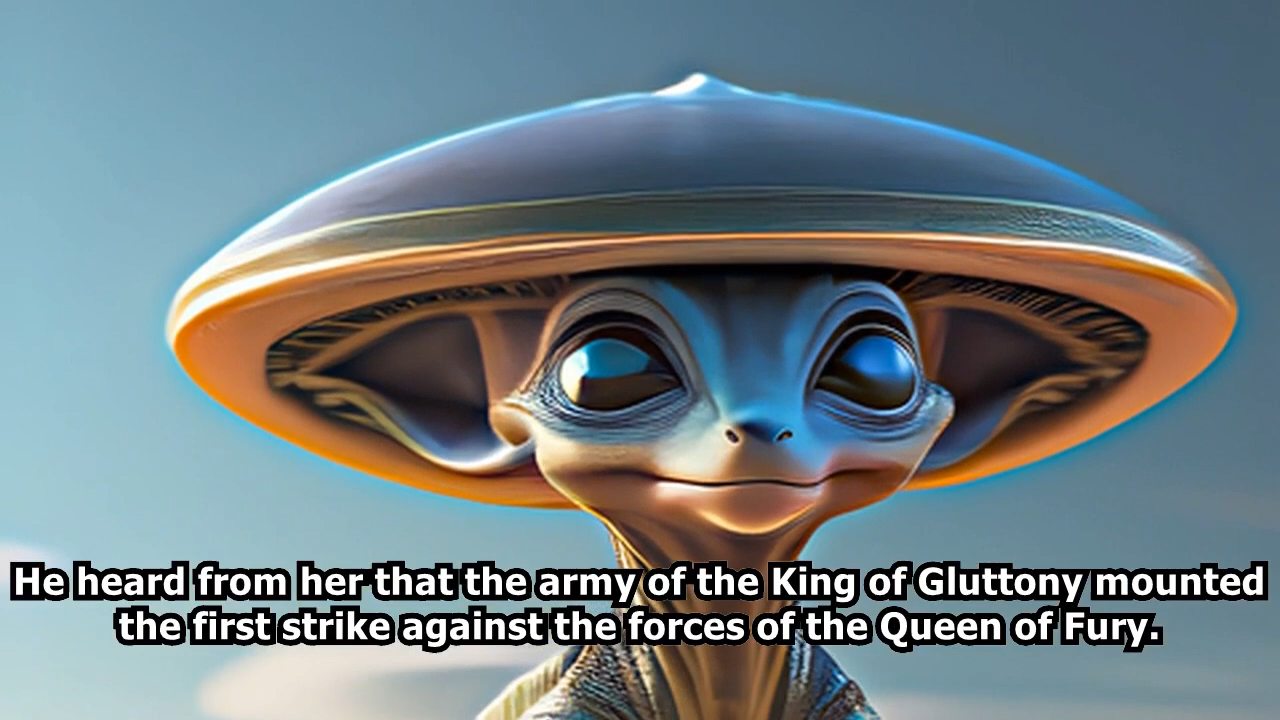 He heard from her that the army of the King of Gluttony mounted
the first strike against the forces of the Queen of Fury.